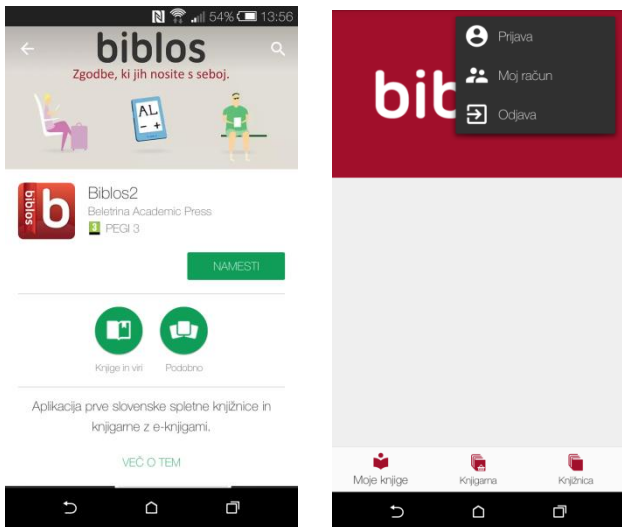 54% 13:56
biblos
Zgodbe, ki jih nosite s seboj.
AL
- +
biblos
b
Biblos2
Beletrina Academic Press
3 PEGI 3
NAMESTI
Knjige in viri
Podobno
Aplikacija prve slovenske spletne knjižnice in
knjigarne z e-knjigami.
VEČ O TEM
Prijava
Moj račun
Odjava
bib
Moje knjige
Knjigarna
Knjižnica